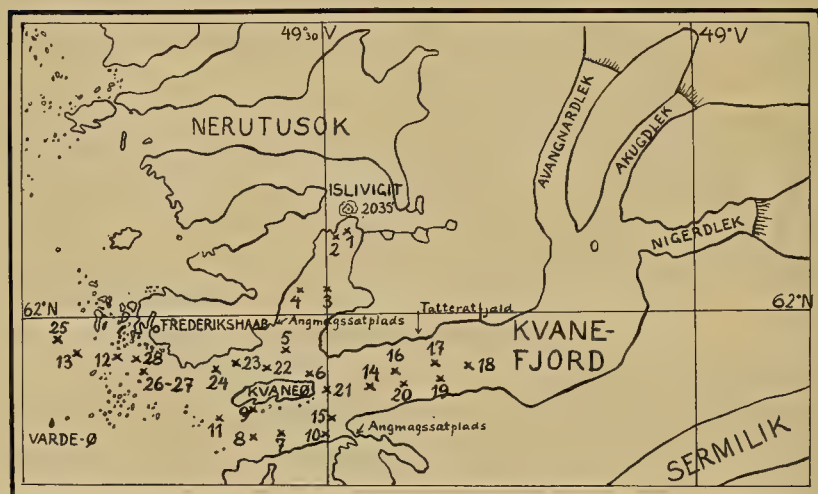 49°30 V
49°V
NERUTUSOK
AVANGNARDLEK
AKUGDLEK
ISLIVIGIT
2035
NIGERDLEK
2 1
4 3
62°N
62°N
FREDERIKSHAAB
Angmagssatplads
Tatteratfjald
KVANE-
FJORD
25
13 12 28
26-27
24 23 22
5
6
KVANEØ
21
14 16 20
17
19 18
9
11
8
7
10
15
VARDE-Ø
Angmagssatplads
SERMILIK